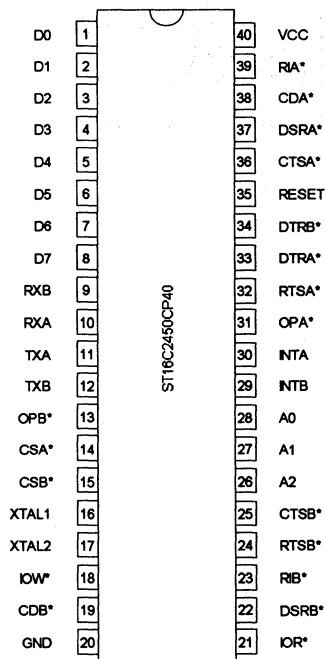 D0 1 40 VCC
D1 2 39 RIA*
D2 3 38 CDA*
D3 4 37 DSRA*
D4 5 36 CTSA*
D5 6 35 RESET
D6 7 34 DTRB*
D7 8 33 DTRA*
RXB 9 32 RTSA*
RXA 10 31 OPA*
TXA 11 30 INTA
TXB 12 29 INTB
OPB* 13 28 A0
CSA* 14 27 A1
CSB* 15 26 A2
XTAL1 16 25 CTSB*
XTAL2 17 24 RTSB*
IOW* 18 23 RIB*
CDB* 19 22 DSRB*
GND 20 21 IOR*
ST16C2450CP40